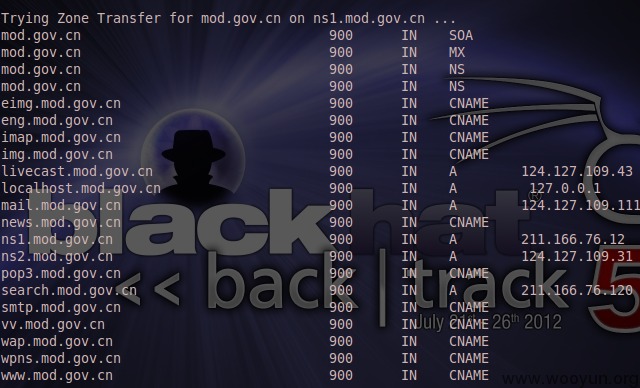 Trying Zone Transfer for mod.gov.cn on ns1.mod.gov.cn ...
mod.gov.cn 900 IN SOA
mod.gov.cn 900 IN MX
mod.gov.cn 900 IN NS
mod.gov.cn 900 IN NS
eimg.mod.gov.cn 900 IN CNAME
eng.mod.gov.cn 900 IN CNAME
imap.mod.gov.cn 900 IN CNAME
img.mod.gov.cn 900 IN CNAME
livecast.mod.gov.cn 900 IN A 124.127.109.43
localhost.mod.gov.cn 900 IN A 127.0.0.1
mail.mod.gov.cn 900 IN A 124.127.109.111
news.mod.gov.cn 900 IN CNAME
ns1.mod.gov.cn 900 IN A 211.166.76.12
ns2.mod.gov.cn 900 IN A 124.127.109.31
pop3.mod.gov.cn 900 IN CNAME
search.mod.gov.cn 900 IN A 211.166.76.120
smtp.mod.gov.cn 900 IN CNAME
vv.mod.gov.cn 900 IN CNAME
wap.mod.gov.cn 900 IN CNAME
wpns.mod.gov.cn 900 IN CNAME
www.mod.gov.cn 900 IN CNAME
blackhat
<< back | track 5
26th 2012
www.wooyun.org